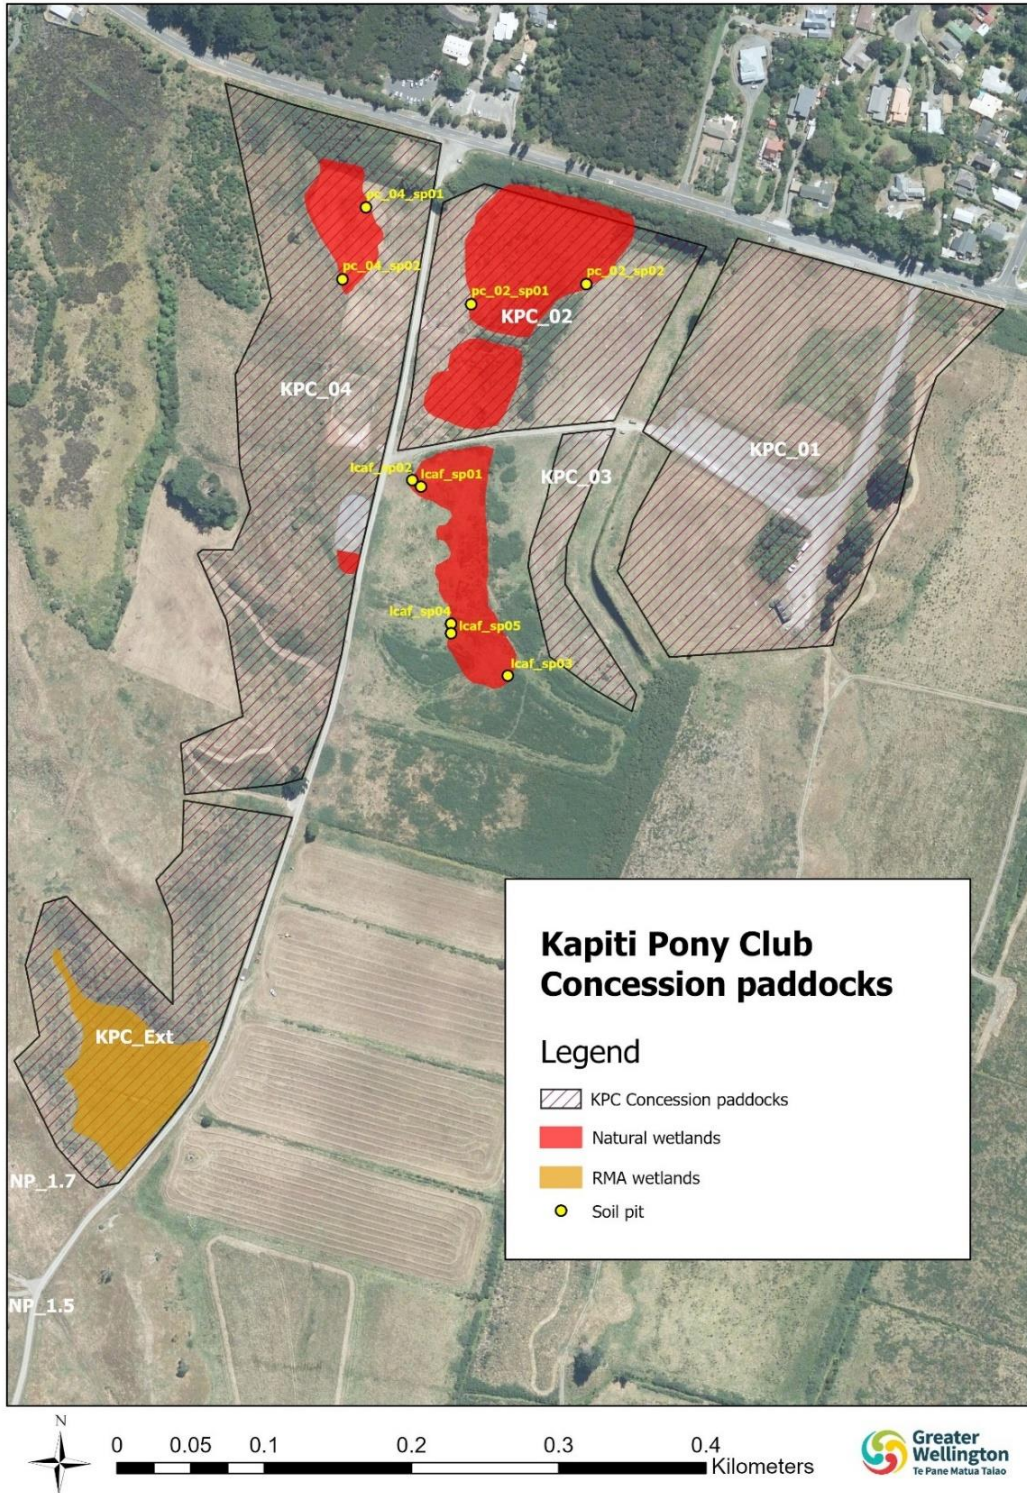 pc_04_sp01
pc_04_sp02
pc_02_sp02
pc_02_sp01
KPC_02
KPC_04
KPC_01
lcaf_sp02
lcaf_sp01
KPC_03
lcaf_sp04
lcaf_sp05
lcaf_sp03
KPC_Ext
NP_1.7
NP_1.5
Kapiti Pony Club
Concession paddocks
Legend
KPC Concession paddocks
Natural wetlands
RMA wetlands
Soil pit
N
0 0.05 0.1 0.2 0.3 0.4
Kilometers
Greater
Wellington
Te Pane Matua Taiao